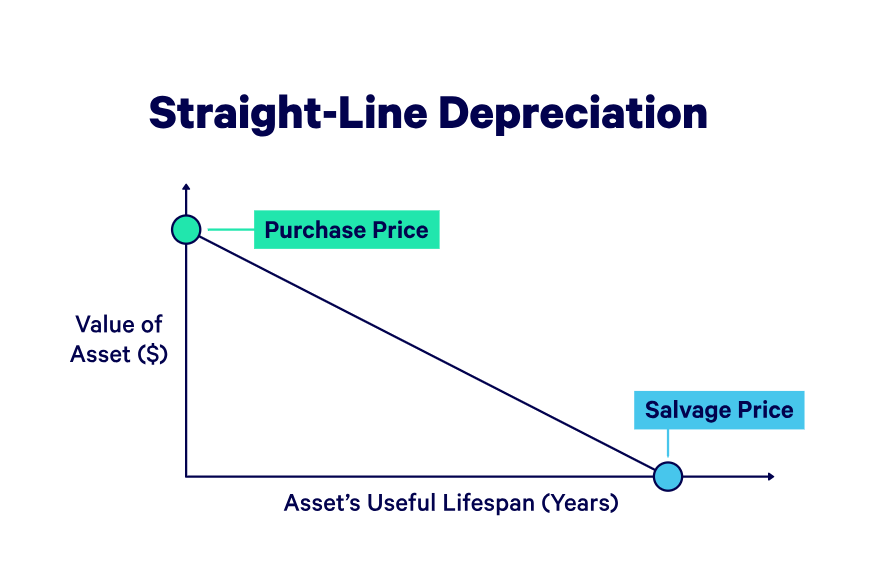 Straight-Line Depreciation
Purchase Price
Value of
Asset ($)
Salvage Price
Asset’s Useful Lifespan (Years)